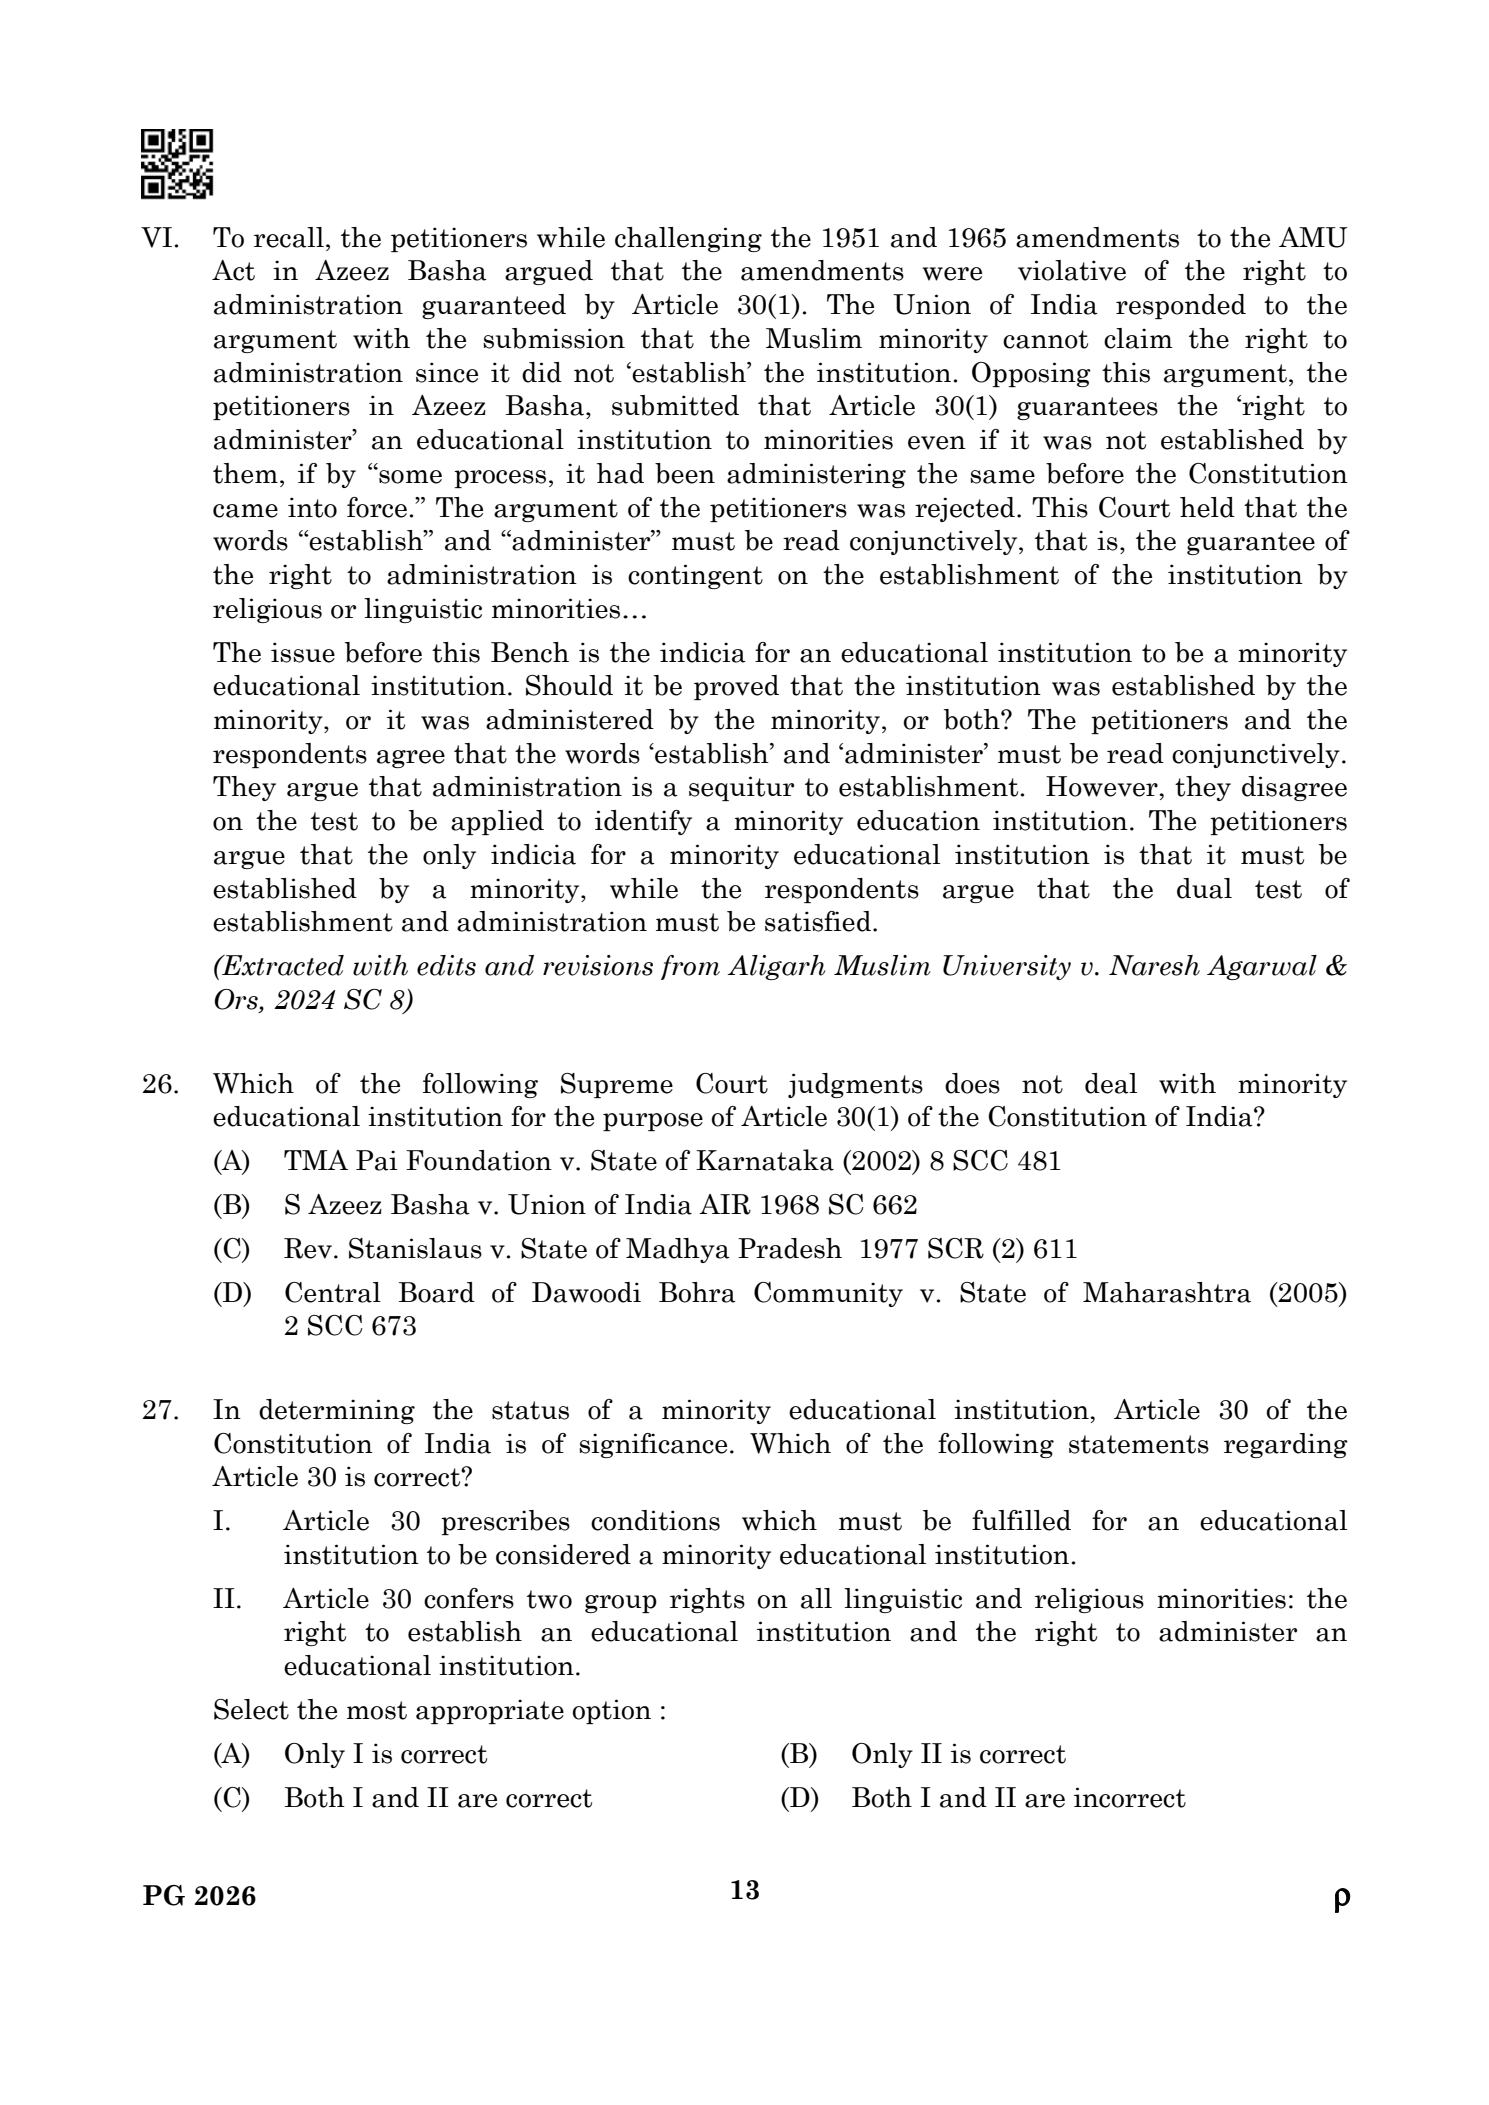 VI. To recall, the petitioners while challenging the 1951 and 1965 amendments to the AMU
Act in Azeez Basha argued that the amendments were violative of the right to
administration guaranteed by Article 30(1). The Union of India responded to the
argument with the submission that the Muslim minority cannot claim the right to
administration since it did not ‘establish’ the institution. Opposing this argument, the
petitioners in Azeez Basha, submitted that Article 30(1) guarantees the ‘right to
administer’ an educational institution to minorities even if it was not established by
them, if by “some process, it had been administering the same before the Constitution
came into force.” The argument of the petitioners was rejected. This Court held that the
words “establish” and “administer” must be read conjunctively, that is, the guarantee of
the right to administration is contingent on the establishment of the institution by
religious or linguistic minorities…
The issue before this Bench is the indicia for an educational institution to be a minority
educational institution. Should it be proved that the institution was established by the
minority, or it was administered by the minority, or both? The petitioners and the
respondents agree that the words ‘establish’ and ‘administer’ must be read conjunctively.
They argue that administration is a sequitur to establishment. However, they disagree
on the test to be applied to identify a minority education institution. The petitioners
argue that the only indicia for a minority educational institution is that it must be
established by a minority, while the respondents argue that the dual test of
establishment and administration must be satisfied.
(Extracted with edits and revisions from Aligarh Muslim University v. Naresh Agarwal &
Ors, 2024 SC 8)
26. Which of the following Supreme Court judgments does not deal with minority
educational institution for the purpose of Article 30(1) of the Constitution of India?
(A) TMA Pai Foundation v. State of Karnataka (2002) 8 SCC 481
(B) S Azeez Basha v. Union of India AIR 1968 SC 662
(C) Rev. Stanislaus v. State of Madhya Pradesh 1977 SCR (2) 611
(D) Central Board of Dawoodi Bohra Community v. State of Maharashtra (2005)
2 SCC 673
27. In determining the status of a minority educational institution, Article 30 of the
Constitution of India is of significance. Which of the following statements regarding
Article 30 is correct?
I. Article 30 prescribes conditions which must be fulfilled for an educational
institution to be considered a minority educational institution.
II. Article 30 confers two group rights on all linguistic and religious minorities: the
right to establish an educational institution and the right to administer an
educational institution.
Select the most appropriate option :
(A) Only I is correct (B) Only II is correct
(C) Both I and II are correct (D) Both I and II are incorrect
PG 2026 13 ρ